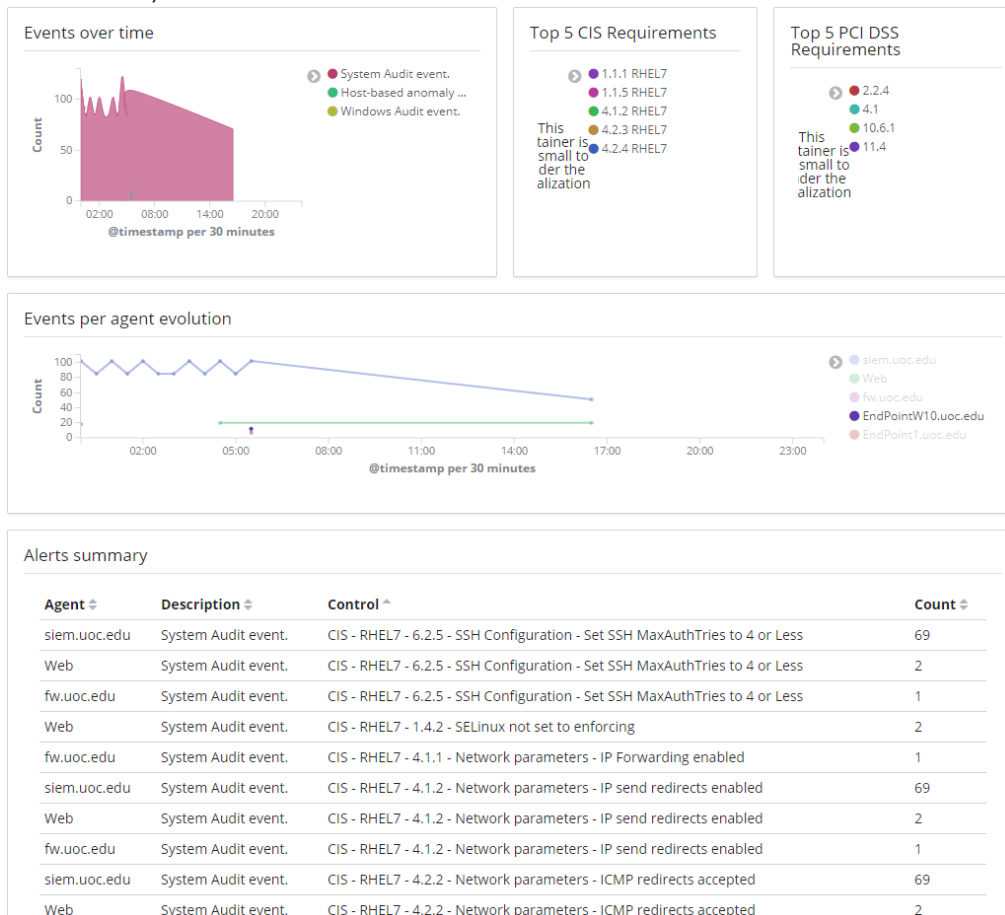 Events over time
100
50
0
Count
02:00 08:00 14:00 20:00
@timestamp per 30 minutes
System Audit event.
Host-based anomaly ...
Windows Audit event.
Top 5 CIS Requirements
This
tainer is
small to
der the
alization
1.1.1 RHEL7
1.1.5 RHEL7
4.1.2 RHEL7
4.2.3 RHEL7
4.2.4 RHEL7
Top 5 PCI DSS
Requirements
This
tainer is
small to
der the
alization
2.2.4
4.1
10.6.1
11.4
Events per agent evolution
100
80
60
40
20
0
Count
02:00 05:00 08:00 11:00 14:00 17:00 20:00 23:00
@timestamp per 30 minutes
siem.uoc.edu
Web
fw.uoc.edu
EndPointW10.uoc.edu
EndPoint1.uoc.edu
Alerts summary
Agent Description Control Count
siem.uoc.edu System Audit event. CIS - RHEL7 - 6.2.5 - SSH Configuration - Set SSH MaxAuthTries to 4 or Less 69
Web System Audit event. CIS - RHEL7 - 6.2.5 - SSH Configuration - Set SSH MaxAuthTries to 4 or Less 2
fw.uoc.edu System Audit event. CIS - RHEL7 - 6.2.5 - SSH Configuration - Set SSH MaxAuthTries to 4 or Less 1
Web System Audit event. CIS - RHEL7 - 1.4.2 - SELinux not set to enforcing 2
fw.uoc.edu System Audit event. CIS - RHEL7 - 4.1.1 - Network parameters - IP Forwarding enabled 1
siem.uoc.edu System Audit event. CIS - RHEL7 - 4.1.2 - Network parameters - IP send redirects enabled 69
Web System Audit event. CIS - RHEL7 - 4.1.2 - Network parameters - IP send redirects enabled 2
fw.uoc.edu System Audit event. CIS - RHEL7 - 4.1.2 - Network parameters - IP send redirects enabled 1
siem.uoc.edu System Audit event. CIS - RHEL7 - 4.2.2 - Network parameters - ICMP redirects accepted 69
Web System Audit event. CIS - RHEL7 - 4.2.2 - Network parameters - ICMP redirects accepted 2